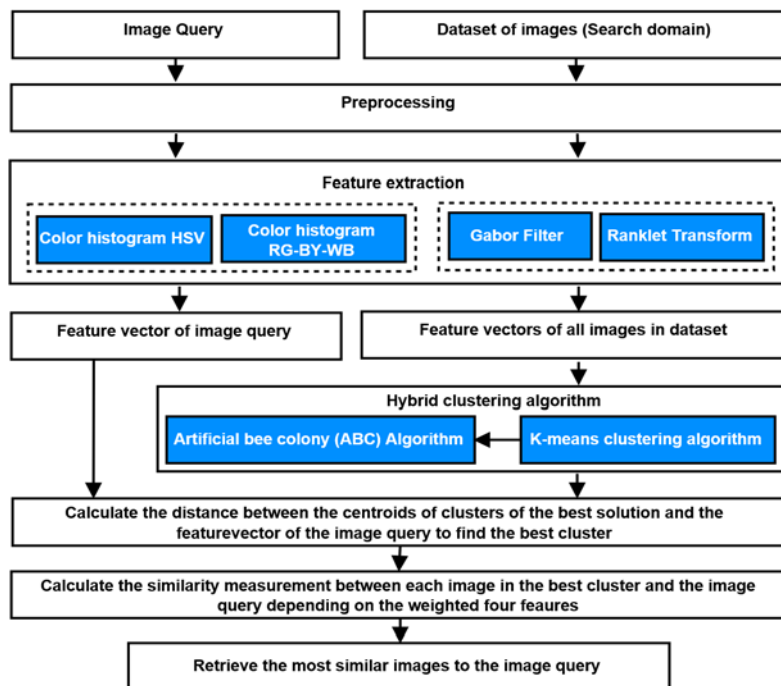 Image Query
Dataset of images (Search domain)
Preprocessing
Feature extraction
Color histogram HSV
Color histogram
RG-BY-WB
Gabor Filter
Ranklet Transform
Feature vector of image query
Feature vectors of all images in dataset
Hybrid clustering algorithm
Artificial bee colony (ABC) Algorithm
K-means clustering algorithm
Calculate the distance between the centroids of clusters of the best solution and the
featurevector of the image query to find the best cluster
Calculate the similarity measurement between each image in the best cluster and the image
query depending on the weighted four feaures
Retrieve the most similar images to the image query